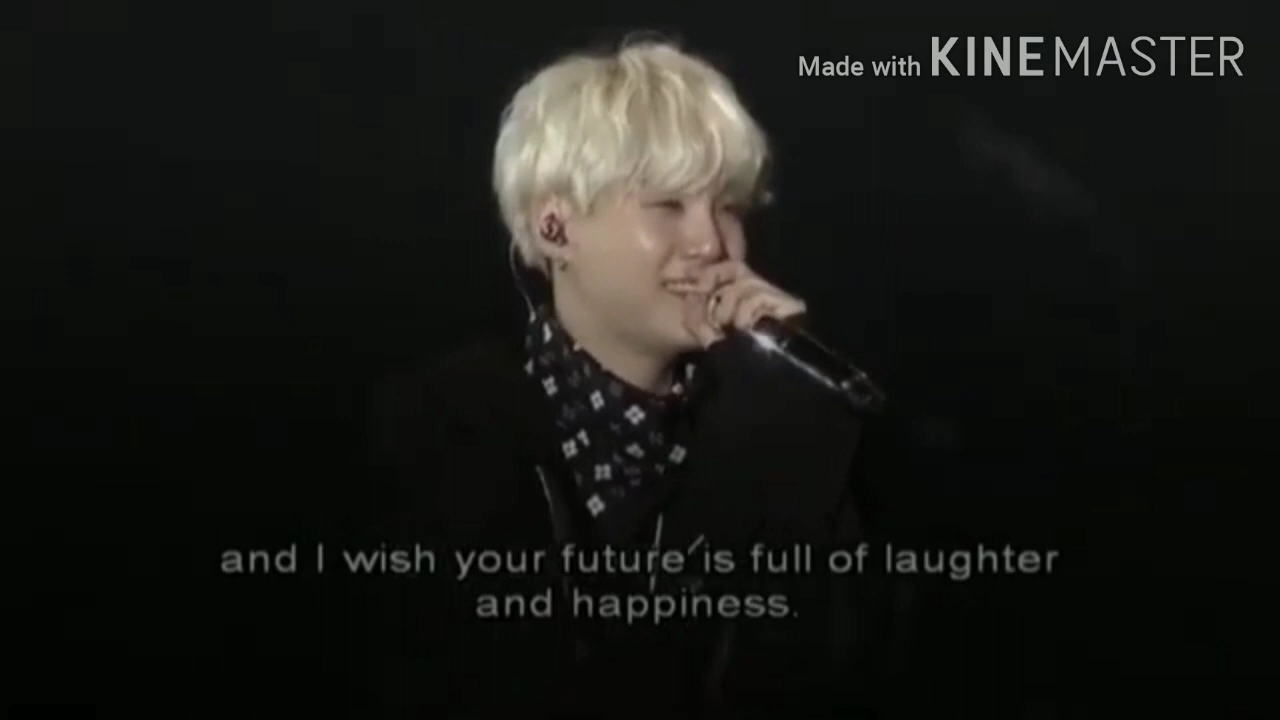 Made with KINEMASTER
and I wish your future is full of laughter
and happiness.